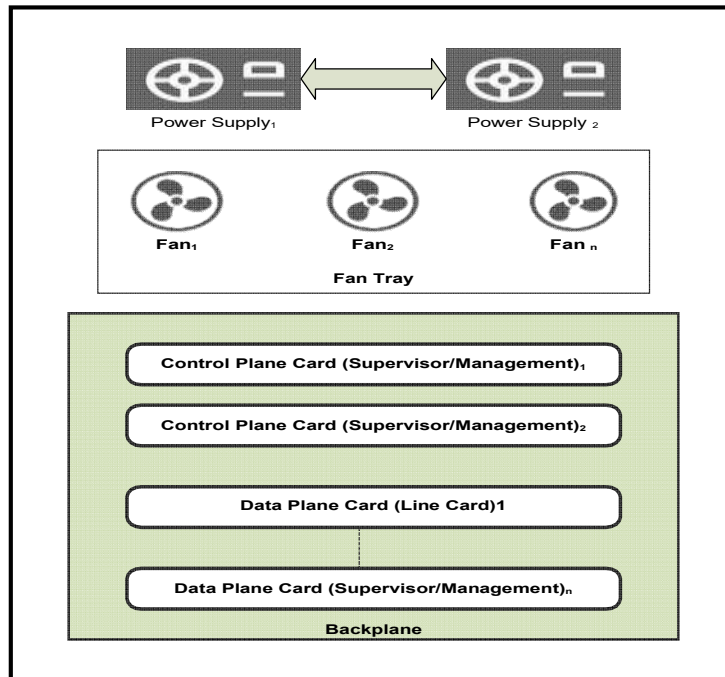 Power Supply₁ Power Supply ₂
Fan₁ Fan₂ Fan ₙ
Fan Tray
Control Plane Card (Supervisor/Management)₁
Control Plane Card (Supervisor/Management)₂
Data Plane Card (Line Card)1
Data Plane Card (Supervisor/Management)ₙ
Backplane